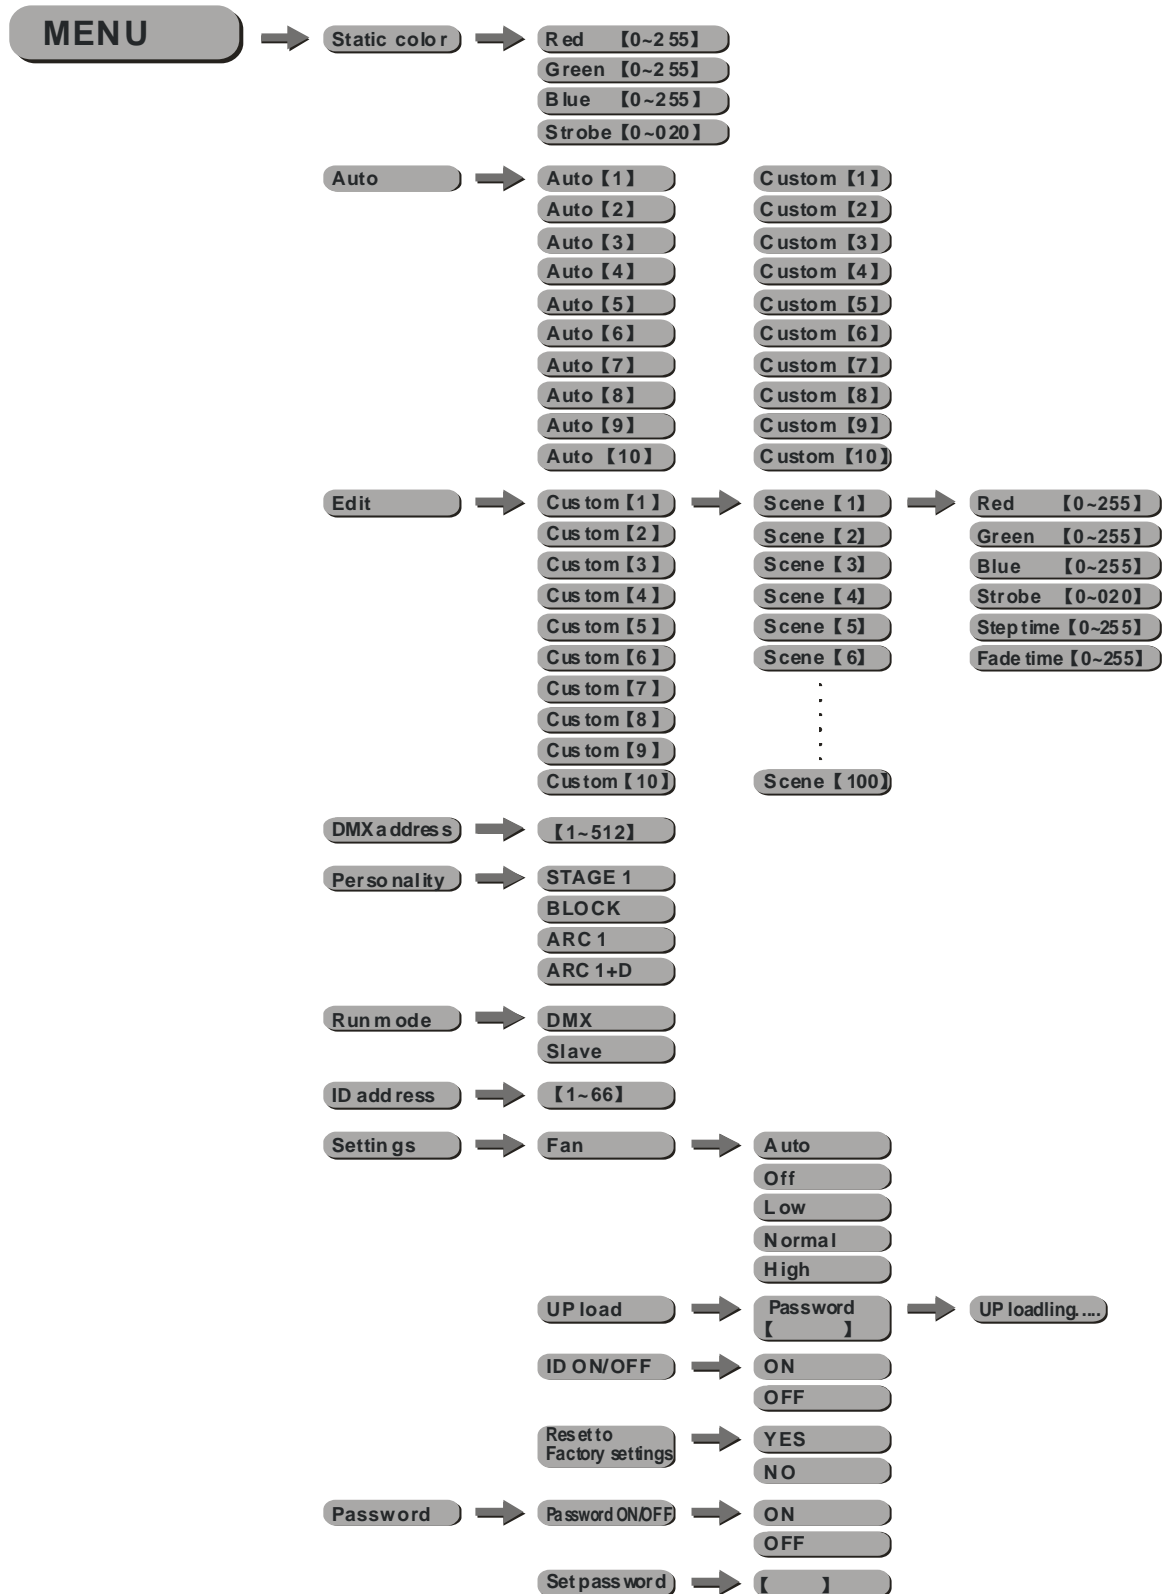 MENU
Static color
Red 【0~255】
Green 【0~255】
Blue 【0~255】
Strobe【0~020】
Auto
Auto【1】
Auto【2】
Auto【3】
Auto【4】
Auto【5】
Auto【6】
Auto【7】
Auto【8】
Auto【9】
Auto 【10】
Custom【1】
Custom【2】
Custom【3】
Custom【4】
Custom【5】
Custom【6】
Custom【7】
Custom【8】
Custom【9】
Custom【10】
Edit
Custom【1】
Custom【2】
Custom【3】
Custom【4】
Custom【5】
Custom【6】
Custom【7】
Custom【8】
Custom【9】
Custom【10】
Scene【1】
Scene【2】
Scene【3】
Scene【4】
Scene【5】
Scene【6】
Scene【100】
Red 【0~255】
Green 【0~255】
Blue 【0~255】
Strobe 【0~020】
Step time【0~255】
Fade time【0~255】
DMX address
【1~512】
Personality
STAGE 1
BLOCK
ARC 1
ARC 1+D
Run mode
DMX
Slave
ID address
【1~66】
Settings
Fan
Auto
Off
Low
Normal
High
UP load
Password
【 】
UP loadling.....
ID ON/OFF
ON
OFF
Reset to
Factory settings
YES
NO
Password
Password ON/OFF
ON
OFF
Set password
【 】